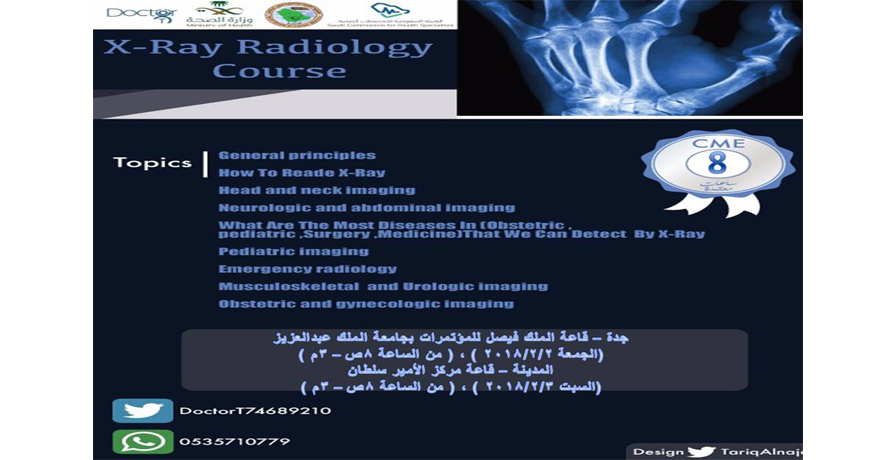 Doctor
وزارة الصحة
Ministry of Health
الهيئة السعودية للتخصصات الصحية
Saudi Commission for Health Specialties
X-Ray Radiology
Course
CME
8
ساعات
معتمدة
Topics
General principles
How To Reade X-Ray
Head and neck imaging
Neurologic and abdominal imaging
What Are The Most Diseases In (Obstetric ,
pediatric ,Surgery ,Medicine)That We Can Detect By X-Ray
Pediatric imaging
Emergency radiology
Musculoskeletal and Urologic imaging
Obstetric and gynecologic imaging
جدة – قاعة الملك فيصل للمؤتمرات بجامعة الملك عبدالعزيز
(الجمعة ٢٠١٨/٢/٢ ) ، ( من الساعة ٨ص – ٣م )
المدينة – قاعة مركز الأمير سلطان
(السبت ٢٠١٨/٢/٣ ) ، ( من الساعة ٨ص – ٣م )
DoctorT74689210
0535710779
Design TariqAlnaj